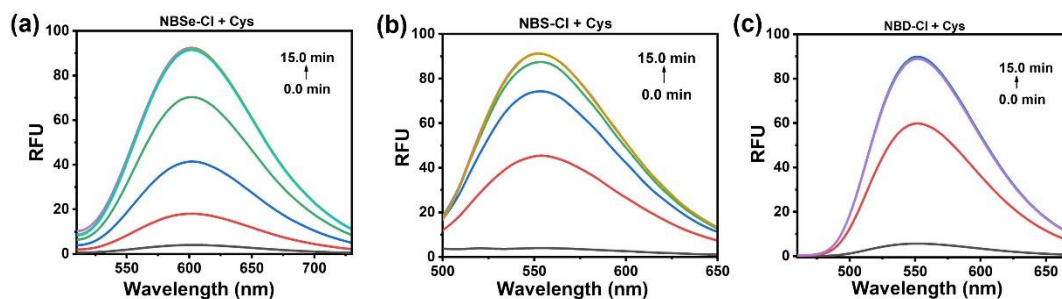 (a)
NBSe-Cl + Cys
100
80
60
40
20
0
RFU
15.0 min
0.0 min
550
600
650
700
Wavelength (nm)
(b)
NBS-Cl + Cys
100
80
60
40
20
0
RFU
15.0 min
0.0 min
500
550
600
650
Wavelength (nm)
(c)
NBD-Cl + Cys
100
80
60
40
20
0
RFU
15.0 min
0.0 min
500
550
600
650
Wavelength (nm)